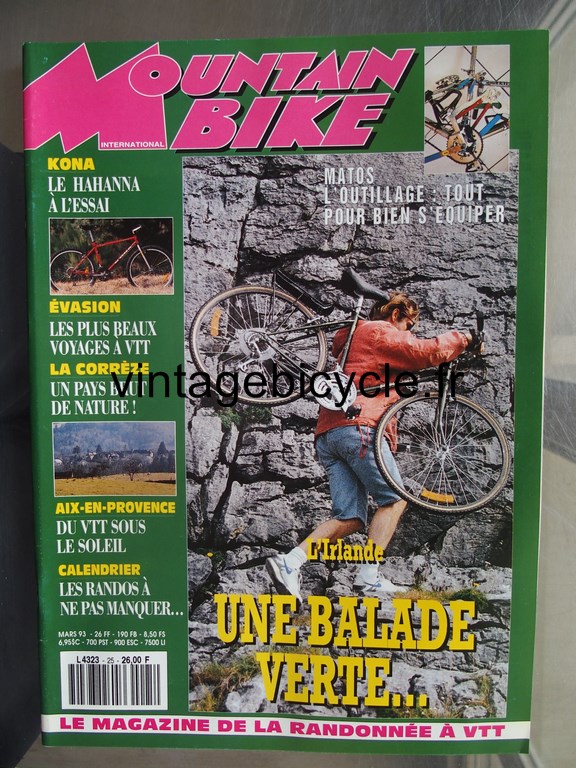 MOUNTAIN
BIKE
INTERNATIONAL
KONA
LE HAHANNA
À L'ESSAI
MATOS
L'OUTILLAGE : TOUT
POUR BIEN S'EQUIPER
ÉVASION
LES PLUS BEAUX
VOYAGES A VTT
LA CORRÈZE
UN PAYS BRUT
DE NATURE !
vintagebicycle.fr
AIX-EN-PROVENCE
DU VTT SOUS
LE SOLEIL
CALENDRIER
LES RANDOS À
NE PAS MANQUER...
L'Irlande
UNE BALADE
VERTE...
MARS 93 - 26 FF - 190 FB - 8,50 FS
6,95$C - 700 PST - 900 ESC - 7500 LI
L 4323 - 25 - 26,00 F
LE MAGAZINE DE LA RANDONNÉE À VTT